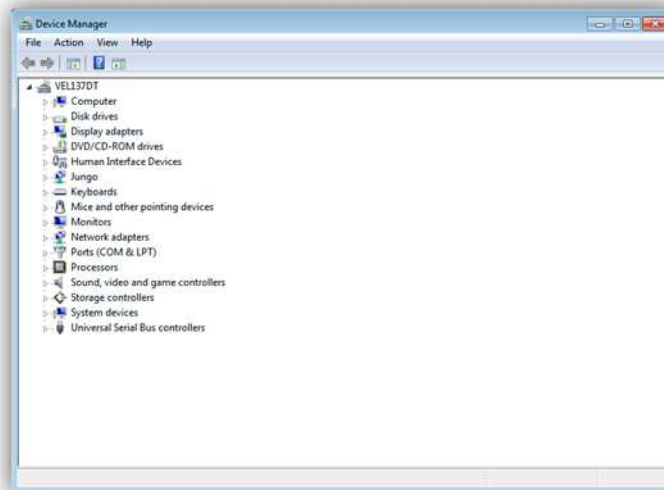 Device Manager
File Action View Help
VEL137DT
Computer
Disk drives
Display adapters
DVD/CD-ROM drives
Human Interface Devices
Jungo
Keyboards
Mice and other pointing devices
Monitors
Network adapters
Ports (COM & LPT)
Processors
Sound, video and game controllers
Storage controllers
System devices
Universal Serial Bus controllers